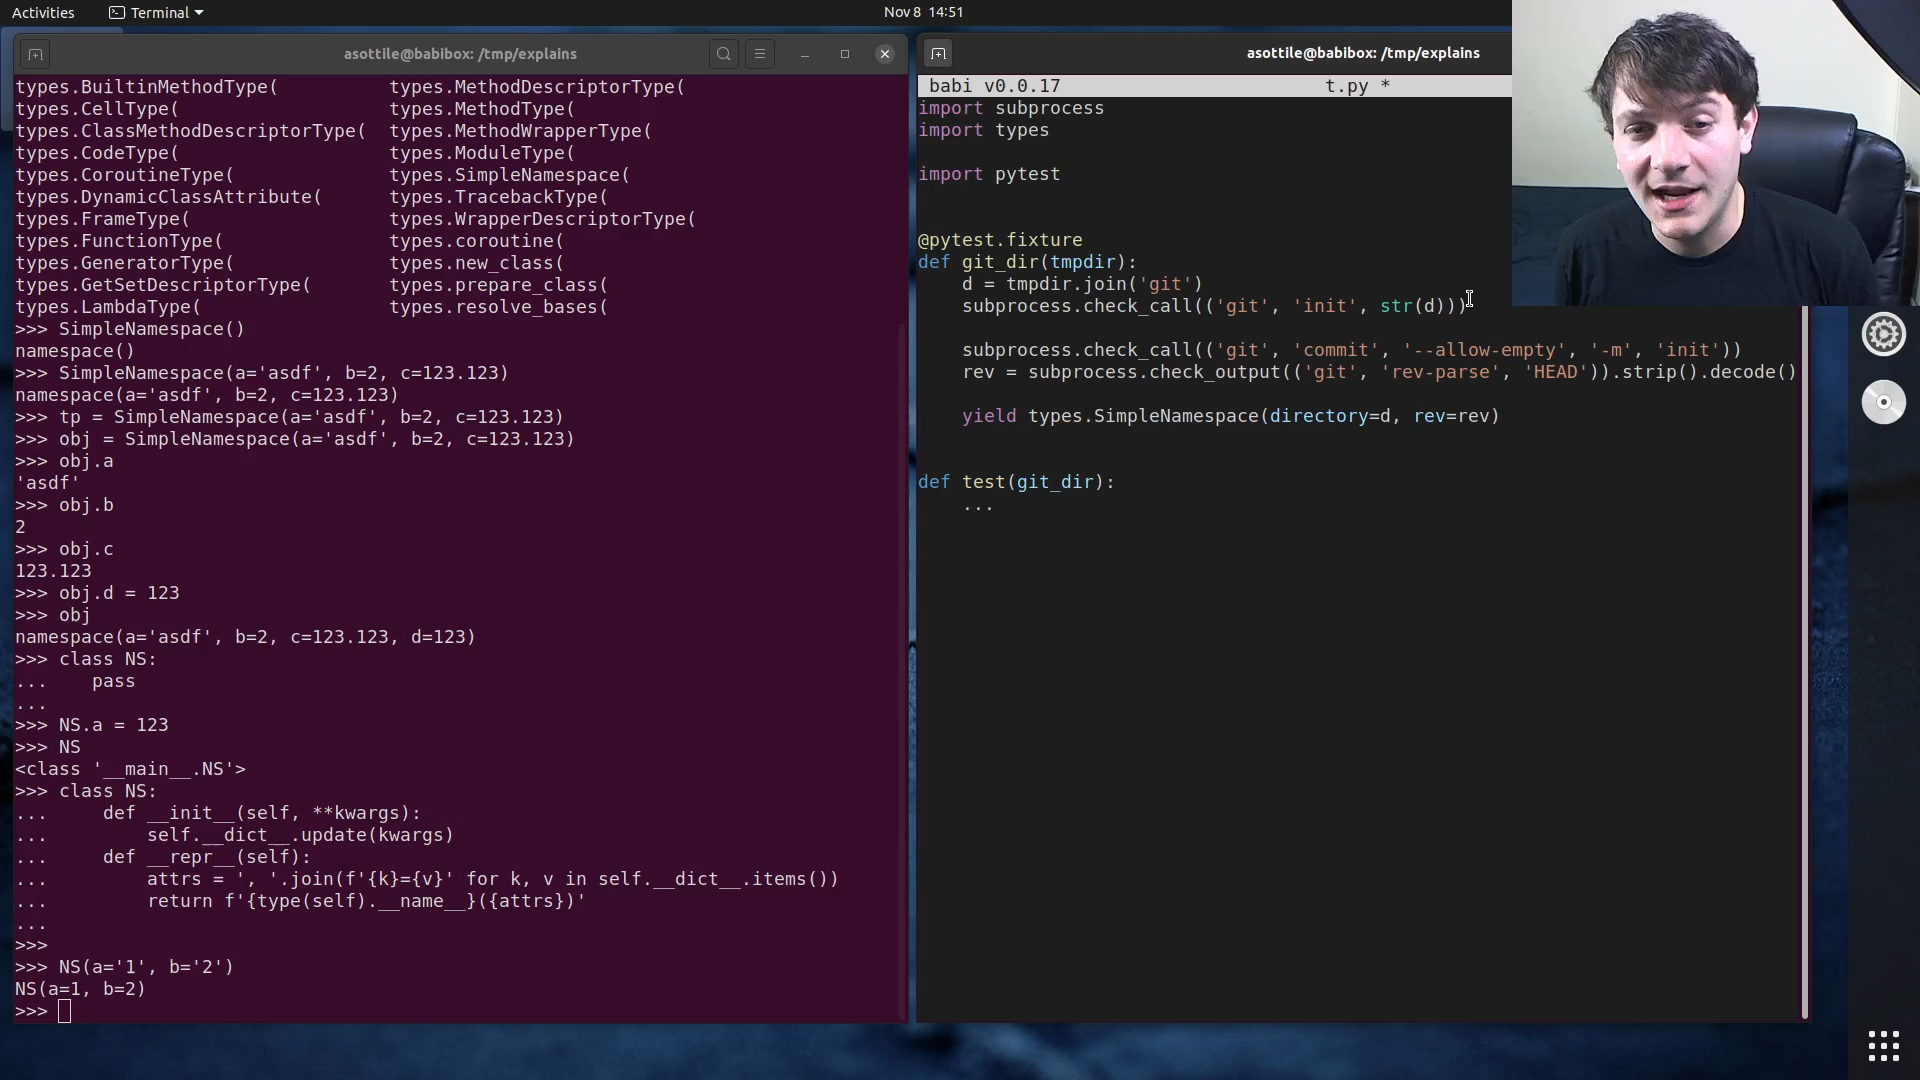 Activities
Terminal
Nov 8 14:51
asottile@babibox: /tmp/explains
types.BuiltinMethodType( types.MethodDescriptorType(
types.CellType( types.MethodType(
types.ClassMethodDescriptorType( types.MethodWrapperType(
types.CodeType( types.ModuleType(
types.CoroutineType( types.SimpleNamespace(
types.DynamicClassAttribute( types.TracebackType(
types.FrameType( types.WrapperDescriptorType(
types.FunctionType( types.coroutine(
types.GeneratorType( types.new_class(
types.GetSetDescriptorType( types.prepare_class(
types.LambdaType( types.resolve_bases(
>>> SimpleNamespace()
namespace()
>>> SimpleNamespace(a='asdf', b=2, c=123.123)
namespace(a='asdf', b=2, c=123.123)
>>> tp = SimpleNamespace(a='asdf', b=2, c=123.123)
>>> obj = SimpleNamespace(a='asdf', b=2, c=123.123)
>>> obj.a
'asdf'
>>> obj.b
2
>>> obj.c
123.123
>>> obj.d = 123
>>> obj
namespace(a='asdf', b=2, c=123.123, d=123)
>>> class NS:
...    pass
...
>>> NS.a = 123
>>> NS
<class '__main__.NS'>
>>> class NS:
...     def __init__(self, **kwargs):
...         self.__dict__.update(kwargs)
...     def __repr__(self):
...         attrs = ', '.join(f'{k}={v}' for k, v in self.__dict__.items())
...         return f'{type(self).__name__}({attrs})'
...
>>>
>>> NS(a='1', b='2')
NS(a=1, b=2)
>>>
asottile@babibox: /tmp/explains
babi v0.0.17 t.py *
import subprocess
import types
import pytest
@pytest.fixture
def git_dir(tmpdir):
    d = tmpdir.join('git')
    subprocess.check_call(('git', 'init', str(d)))
    subprocess.check_call(('git', 'commit', '--allow-empty', '-m', 'init'))
    rev = subprocess.check_output(('git', 'rev-parse', 'HEAD')).strip().decode()
    yield types.SimpleNamespace(directory=d, rev=rev)
def test(git_dir):
    ...